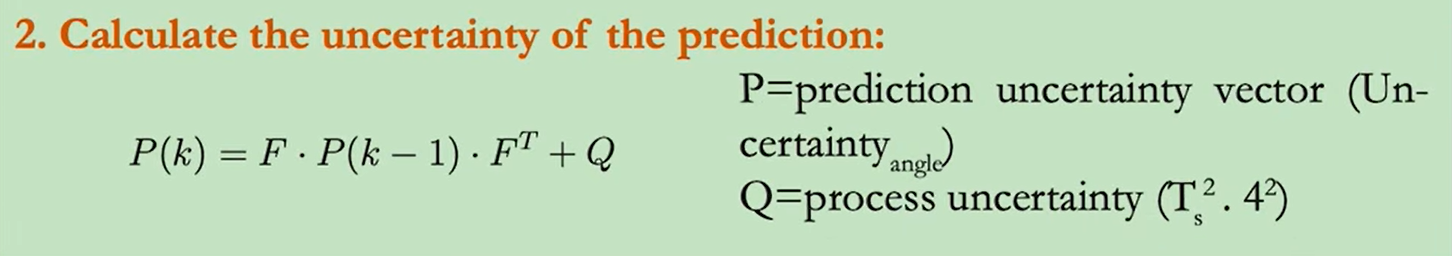 2. Calculate the uncertainty of the prediction:
P(k) = F · P(k − 1) · F^T + Q
P=prediction uncertainty vector (Un-
certainty_angle)
Q=process uncertainty (T_s^2 . 4^2)